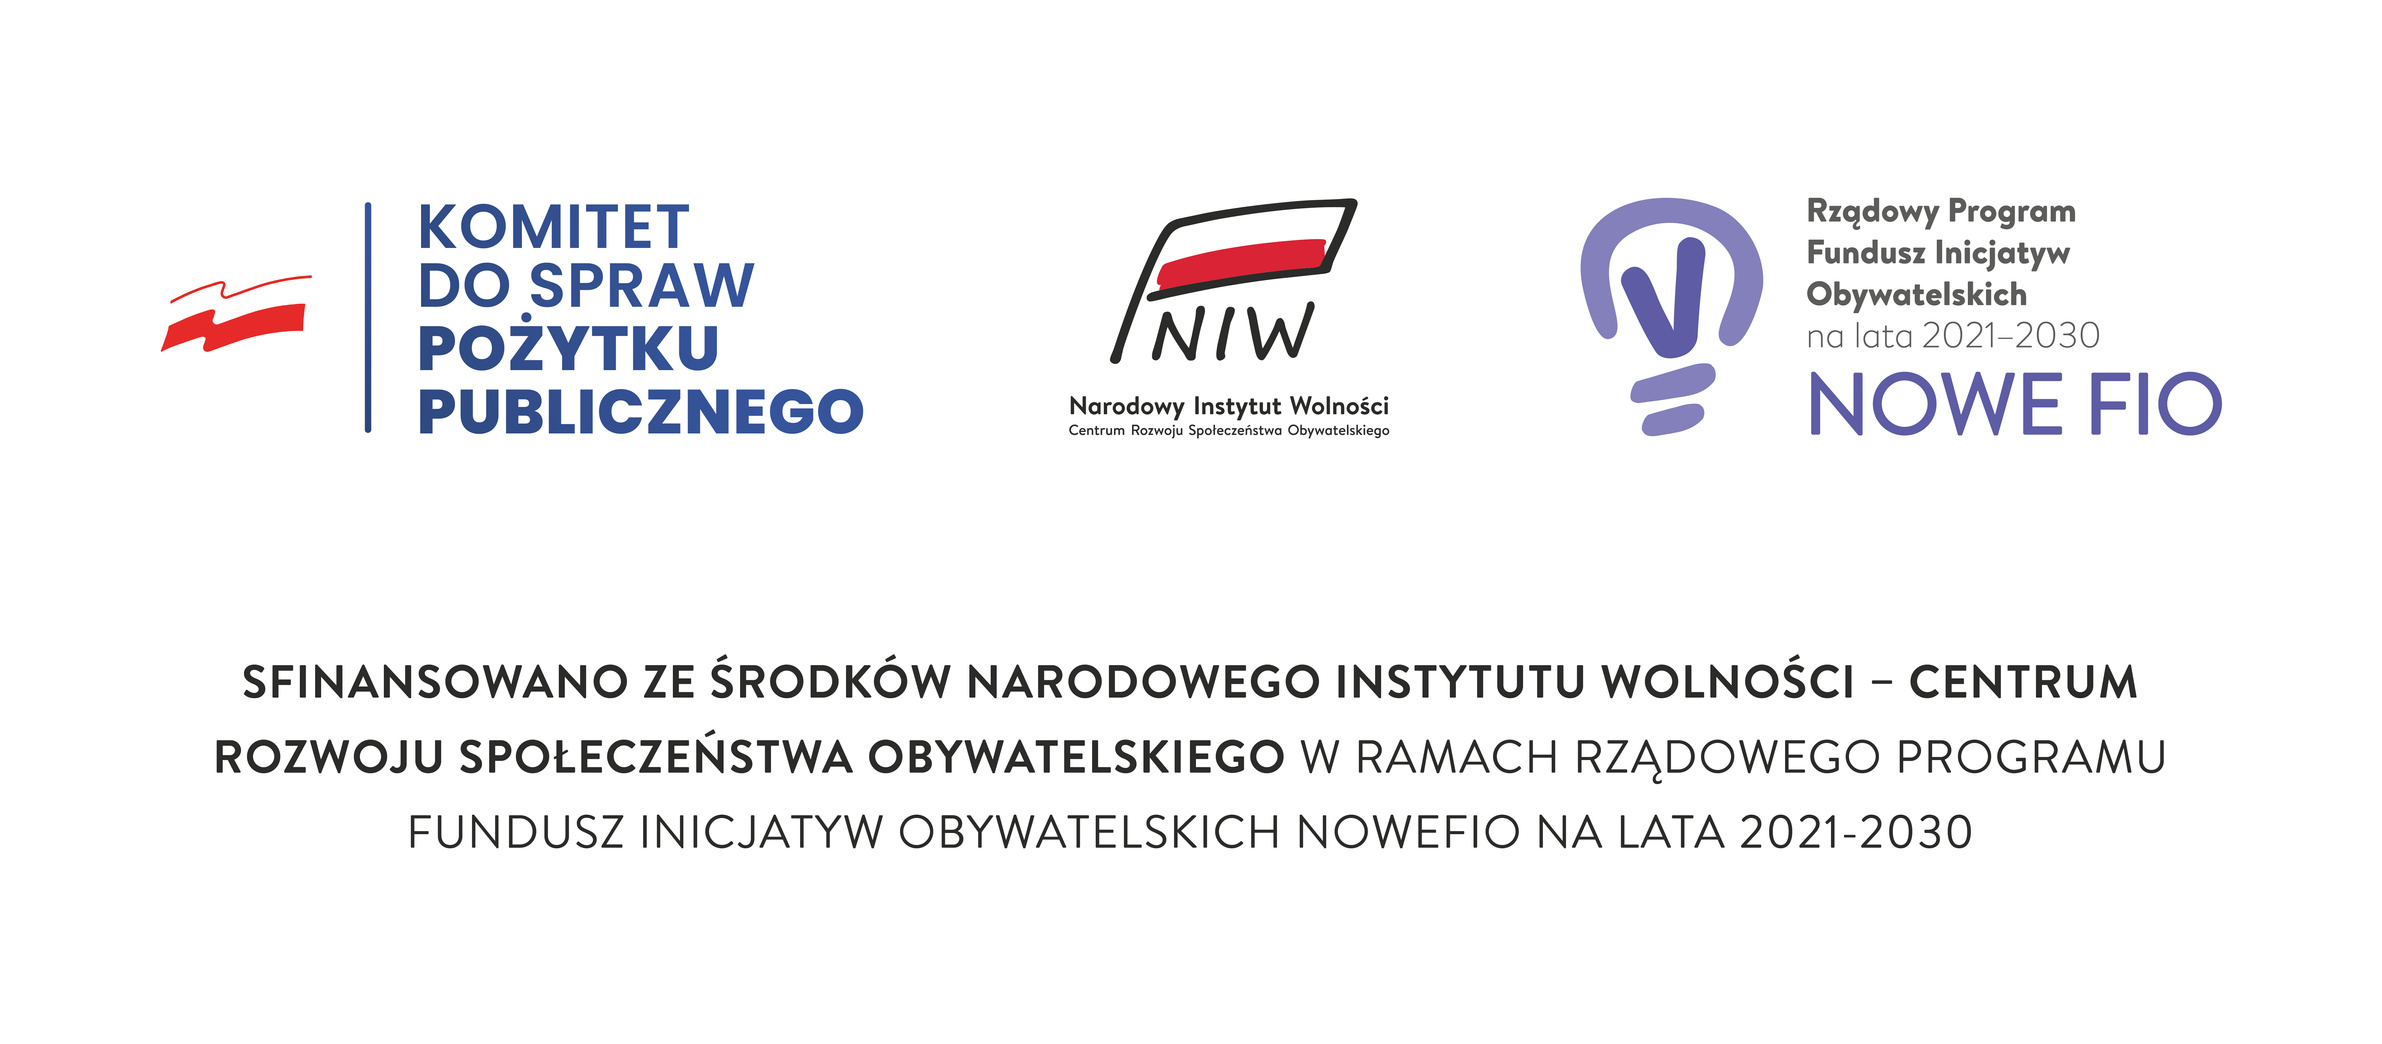 KOMITET
DO SPRAW
POŻYTKU
PUBLICZNEGO
NIW
Narodowy Instytut Wolności
Centrum Rozwoju Społeczeństwa Obywatelskiego
Rządowy Program
Fundusz Inicjatyw
Obywatelskich
na lata 2021–2030
NOWE FIO
SFINANSOWANO ZE ŚRODKÓW NARODOWEGO INSTYTUTU WOLNOŚCI – CENTRUM
ROZWOJU SPOŁECZEŃSTWA OBYWATELSKIEGO W RAMACH RZĄDOWEGO PROGRAMU
FUNDUSZ INICJATYW OBYWATELSKICH NOWEFIO NA LATA 2021-2030